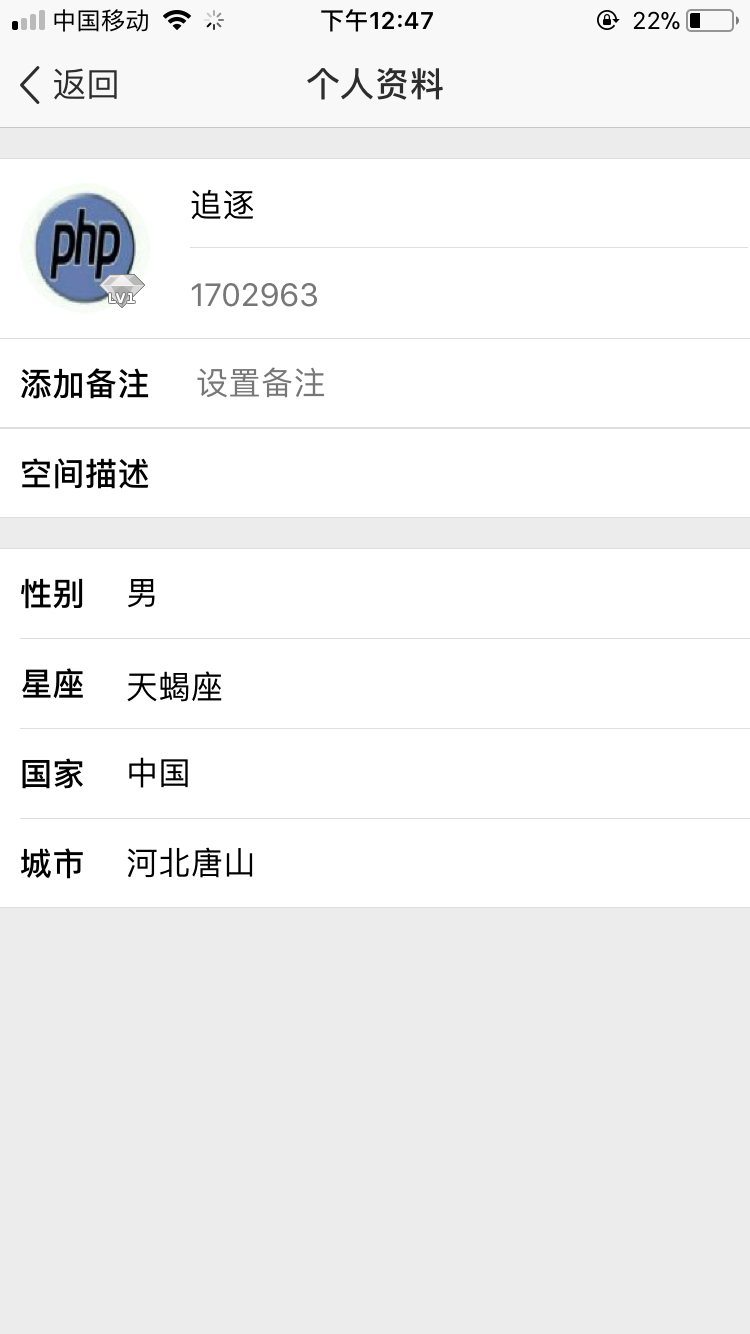 中国移动 下午12:47 22%
返回 个人资料
php
LV1
追逐
1702963
添加备注 设置备注
空间描述
性别 男
星座 天蝎座
国家 中国
城市 河北唐山